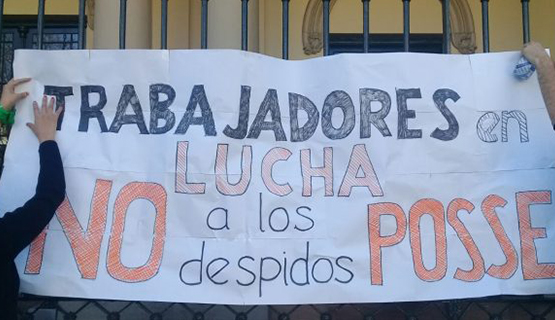 TRABAJADORES en
LUCHA
NO a los despidos POSSE